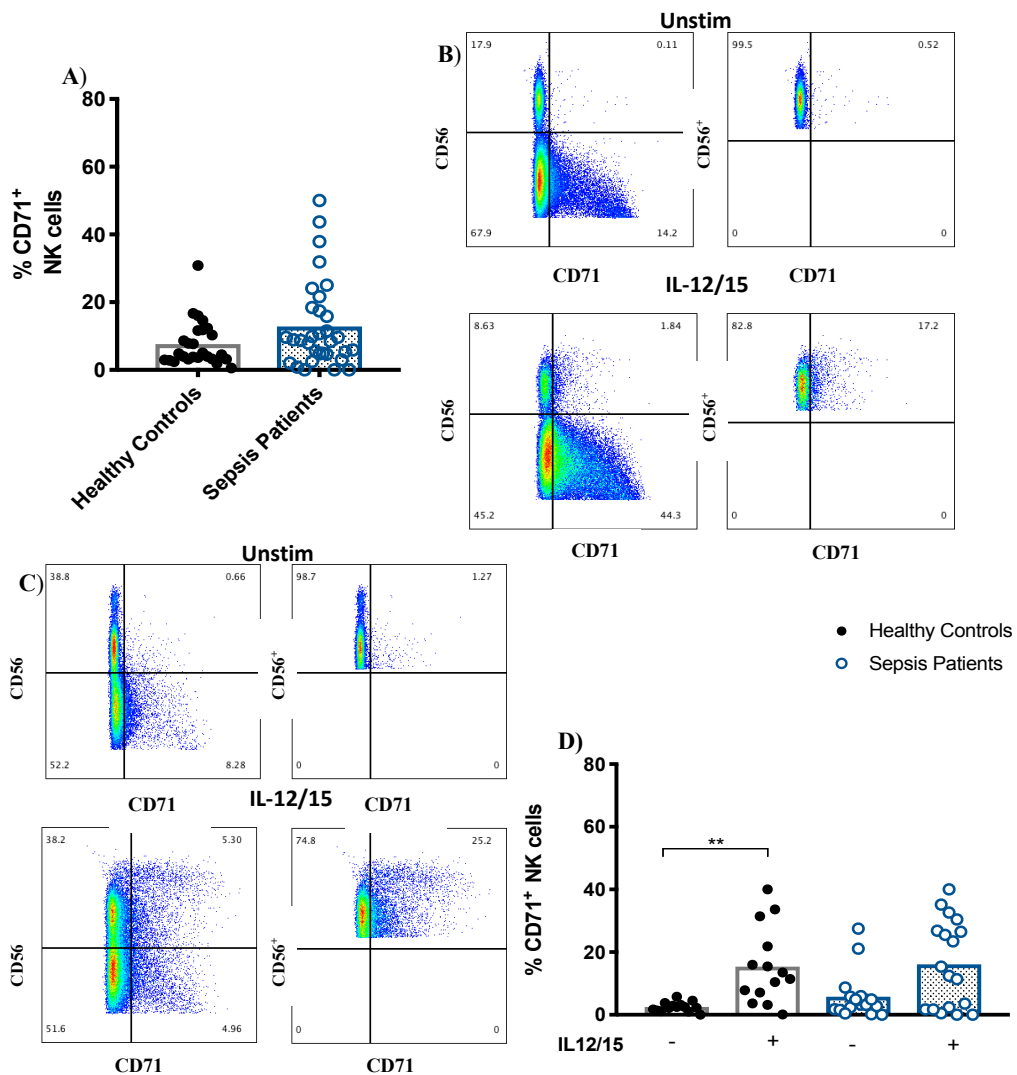 A)
80
60
40
20
0
% CD71+
NK cells
Healthy Controls
Sepsis Patients
B)
Unstim
17.9
0.11
67.9
14.2
CD56
CD71
99.5
0.52
0
0
CD56+
CD71
IL-12/15
8.63
1.84
45.2
44.3
CD56
CD71
82.8
17.2
0
0
CD56+
CD71
C)
Unstim
38.8
0.66
52.2
8.28
CD56
CD71
98.7
1.27
0
0
CD56+
CD71
IL-12/15
38.2
5.30
51.6
4.96
CD56
CD71
74.8
25.2
0
0
CD56+
CD71
Healthy Controls
Sepsis Patients
D)
80
60
40
20
0
% CD71+ NK cells
**
IL12/15 - + - +